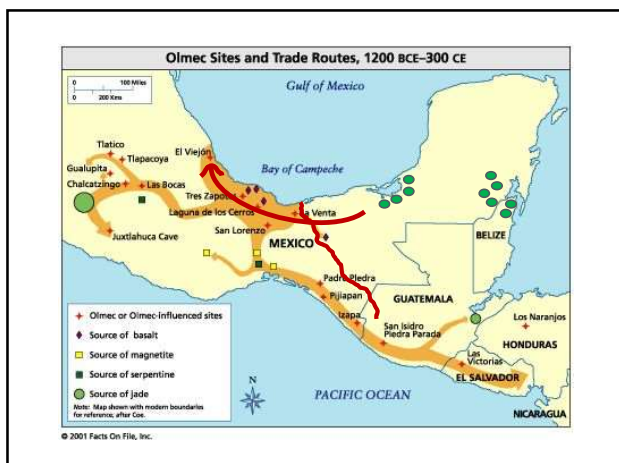 Olmec Sites and Trade Routes, 1200 BCE–300 CE
0 100 Miles
0 200 Kms
Gulf of Mexico
Tlatico
Tlapacoya
El Viejón
Gualupita
Chalcatzingo
Las Bocas
Bay of Campeche
Tres Zapotes
Laguna de los Cerros
La Venta
San Lorenzo
Juxtlahuca Cave
MEXICO
BELIZE
Padre Piedra
Pijijiapan
GUATEMALA
Izapa
San Isidro
Piedra Parada
Los Naranjos
HONDURAS
Las
Victorias
EL SALVADOR
NICARAGUA
PACIFIC OCEAN
N
Olmec or Olmec-influenced sites
Source of basalt
Source of magnetite
Source of serpentine
Source of jade
Note: Map shown with modern boundaries
for reference; after Coe.
© 2001 Facts On File, Inc.